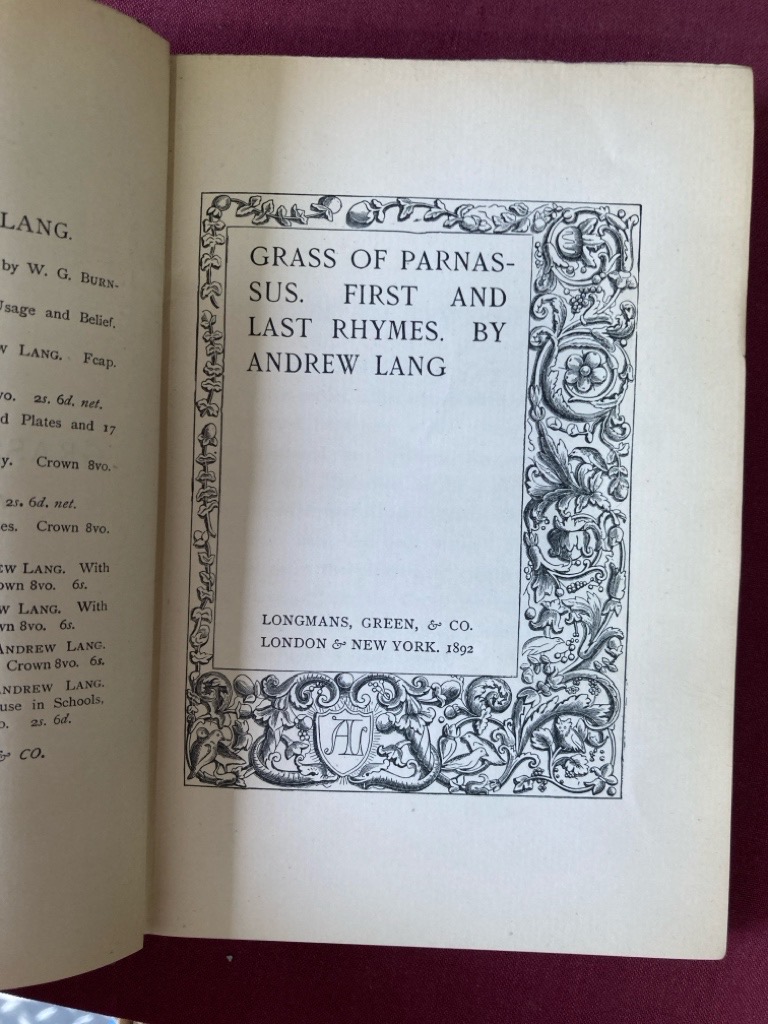 LANG.
by W. G. BURN-
Usage and Belief.
W LANG. Fcap.
vo. 2s. 6d. net.
d Plates and 17
y. Crown 8vo.
2s. 6d. net.
es. Crown 8vo.
EW LANG. With
own 8vo. 6s.
W LANG. With
wn 8vo. 6s.
ANDREW LANG.
Crown 8vo. 6s.
ANDREW LANG.
use in Schools.
o. 2s. 6d.
& CO.
GRASS OF PARNAS-
SUS. FIRST AND
LAST RHYMES. BY
ANDREW LANG
LONGMANS, GREEN, & CO.
LONDON & NEW YORK. 1892
AL